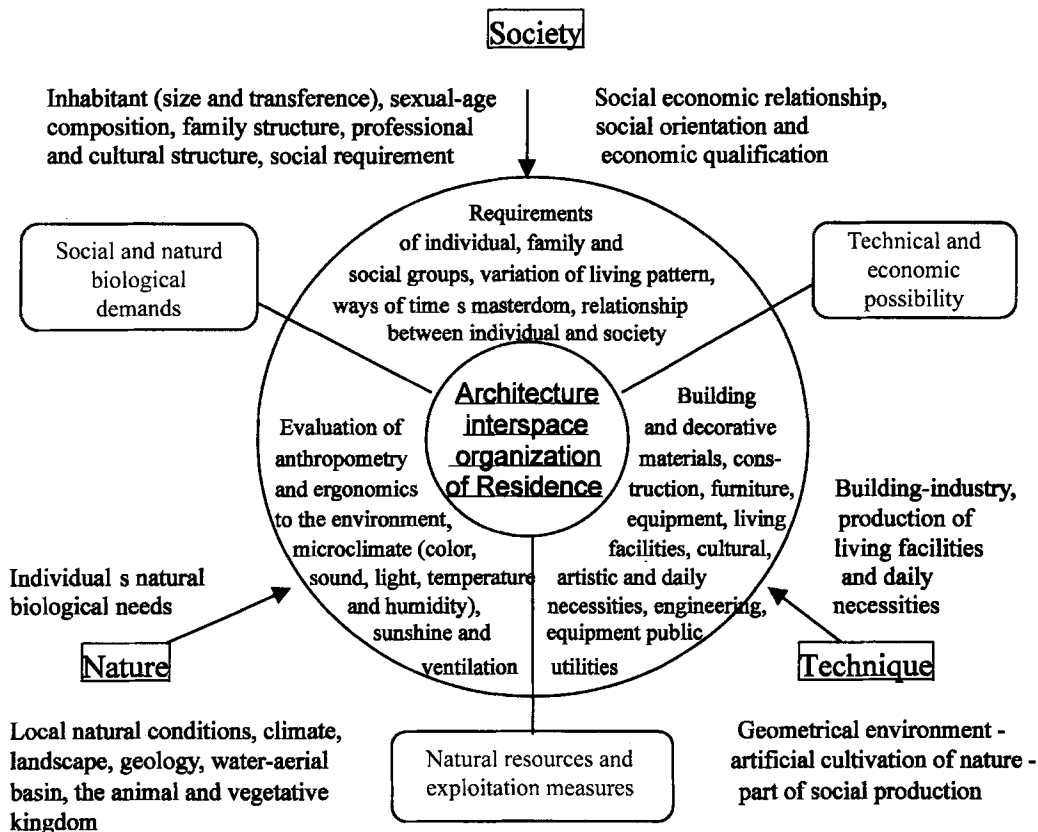 Society
Inhabitant (size and transference), sexual-age
composition, family structure, professional
and cultural structure, social requirement
Social economic relationship,
social orientation and
economic qualification
Social and naturd
biological
demands
Requirements
of individual, family and
social groups, variation of living pattern,
ways of time s masterdom, relationship
between individual and society
Technical and
economic
possibility
Architecture
interspace
organization
of Residence
Evaluation of
anthropometry
and ergonomics
to the environment,
microclimate (color,
sound, light, temperature
and humidity),
sunshine and
ventilation
Building
and decorative
materials, cons-
truction, furniture,
equipment, living
facilities, cultural,
artistic and daily
necessities, engineering,
equipment public
utilities
Individual s natural
biological needs
Nature
Local natural conditions, climate,
landscape, geology, water-aerial
basin, the animal and vegetative
kingdom
Natural resources and
exploitation measures
Building-industry,
production of
living facilities
and daily
necessities
Technique
Geometrical environment -
artificial cultivation of nature -
part of social production